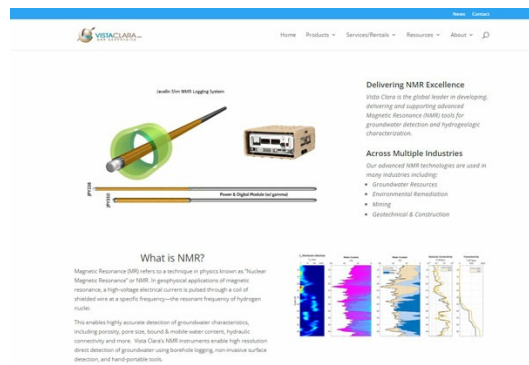 News Contact
VISTACLARA INC.
Home Products Services/Rentals Resources About
Javelin Slim NMR Logging System
Power & Digital Module (w/ gamma)
Delivering NMR Excellence
Vista Clara is the global leader in developing,
delivering and supporting advanced
Magnetic Resonance (NMR) tools for
groundwater detection and hydrogeologic
characterization.
Across Multiple Industries
Our advanced NMR technologies are used in
many industries including:
Groundwater Resources
Environmental Remediation
Mining
Geotechnical & Construction
What is NMR?
Magnetic Resonance (MR) refers to a technique in physics known as "Nuclear
Magnetic Resonance" or NMR. In geophysical applications of magnetic
resonance, a high-voltage electrical current is pulsed through a coil of
shielded wire at a specific frequency—the resonant frequency of hydrogen
nuclei.
This enables highly accurate detection of groundwater characteristics,
including porosity, pore size, bound & mobile water content, hydraulic
conductivity and more. Vista Clara's NMR instruments enable high resolution
direct detection of groundwater using borehole logging, non-invasive surface
detection, and hand-portable tools.